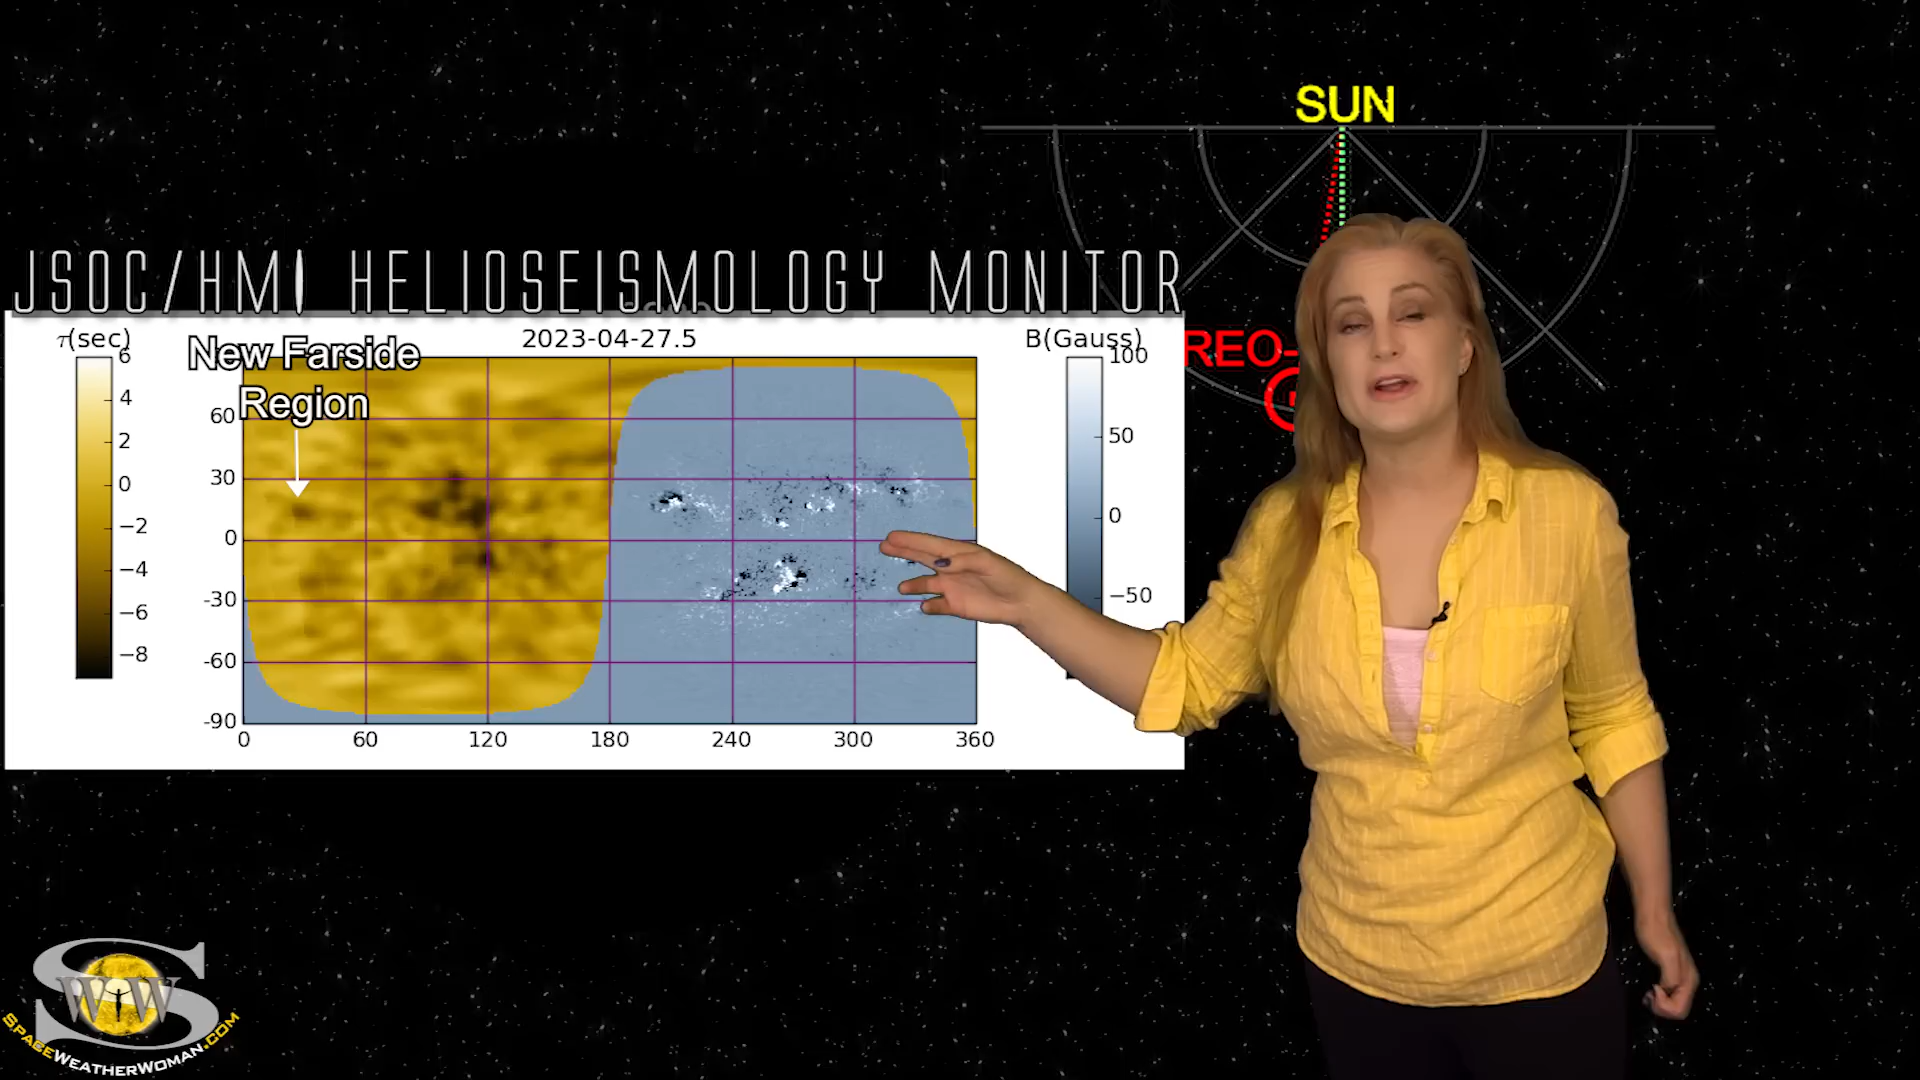 SUN
JSOC/HMI HELIOSEISMOLOGY MONITOR
τ(sec)
2023-04-27.5
B(Gauss)
New Farside
Region
REO-
6
4
2
0
−2
−4
−6
−8
60
30
0
-30
-60
-90
0 60 120 180 240 300 360
100
50
0
−50
SWW
SPACEWEATHERWOMAN.COM